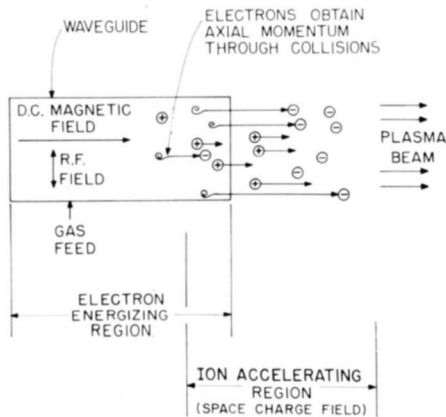 WAVEGUIDE
ELECTRONS OBTAIN
AXIAL MOMENTUM
THROUGH COLLISIONS
D.C. MAGNETIC
FIELD
R.F.
FIELD
PLASMA
BEAM
GAS
FEED
ELECTRON
ENERGIZING
REGION
ION ACCELERATING
REGION
(SPACE CHARGE FIELD)